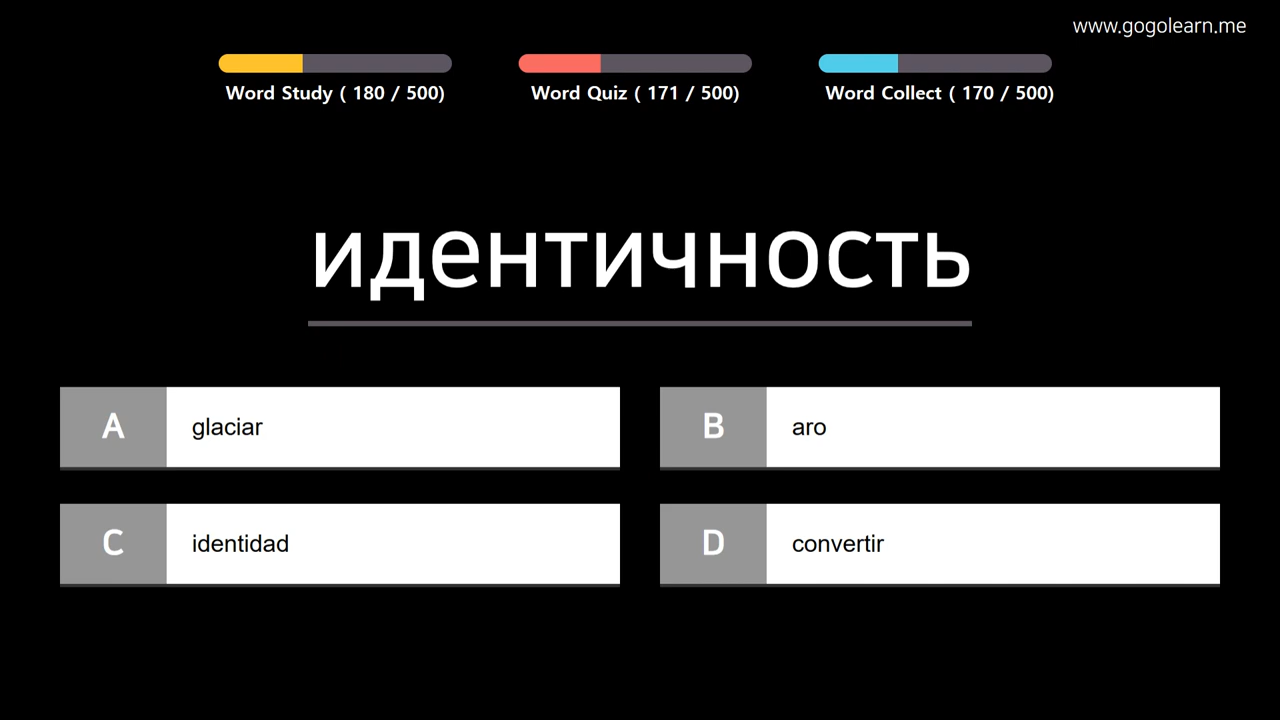 www.gogolearn.me
Word Study ( 180 / 500)
Word Quiz ( 171 / 500)
Word Collect ( 170 / 500)
идентичность
A glaciar
B aro
C identidad
D convertir